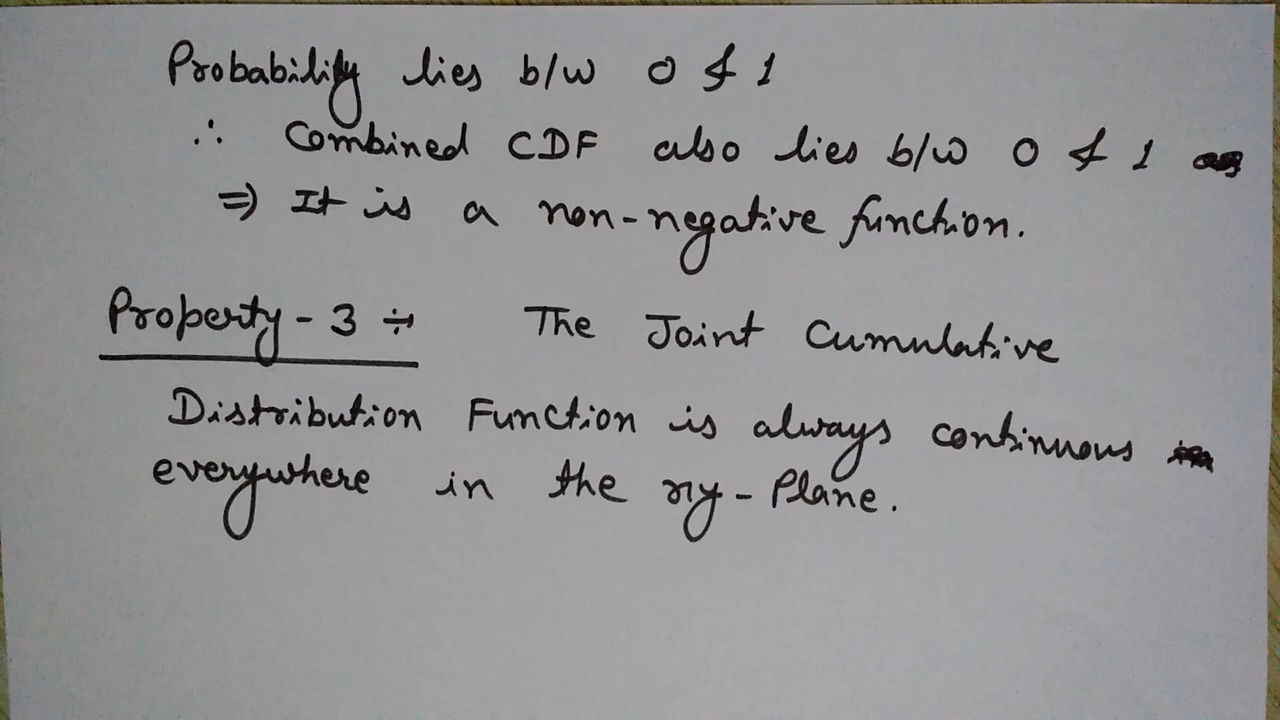 Probability lies b/w 0 & 1
∴ Combined CDF also lies b/w 0 & 1
⇒ It is a non-negative function.
Property-3 ÷ The Joint Cumulative
Distribution Function is always continuous
everywhere in the xy-Plane.